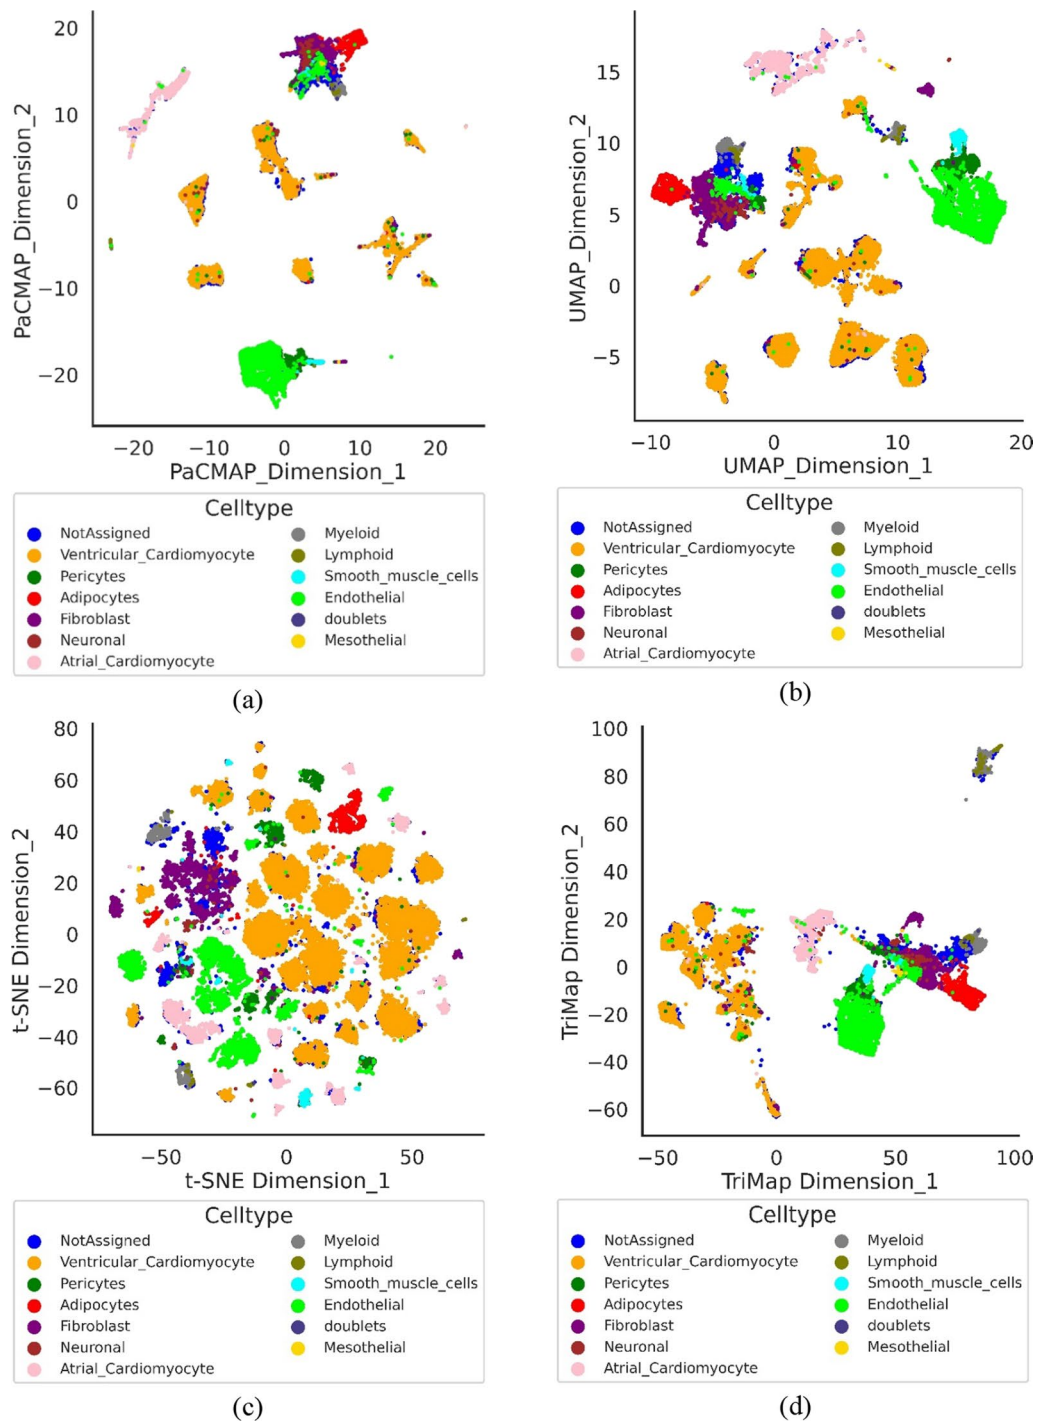 20
10
0
−10
−20
PaCMAP_Dimension_2
−20 −10 0 10 20
PaCMAP_Dimension_1
Celltype
NotAssigned
Ventricular_Cardiomyocyte
Pericytes
Adipocytes
Fibroblast
Neuronal
Atrial_Cardiomyocyte
Myeloid
Lymphoid
Smooth_muscle_cells
Endothelial
doublets
Mesothelial
(a)
15
10
5
0
−5
UMAP_Dimension_2
−10 0 10 20
UMAP_Dimension_1
Celltype
NotAssigned
Ventricular_Cardiomyocyte
Pericytes
Adipocytes
Fibroblast
Neuronal
Atrial_Cardiomyocyte
Myeloid
Lymphoid
Smooth_muscle_cells
Endothelial
doublets
Mesothelial
(b)
80
60
40
20
0
−20
−40
−60
t-SNE Dimension_2
−50 0 50
t-SNE Dimension_1
Celltype
NotAssigned
Ventricular_Cardiomyocyte
Pericytes
Adipocytes
Fibroblast
Neuronal
Atrial_Cardiomyocyte
Myeloid
Lymphoid
Smooth_muscle_cells
Endothelial
doublets
Mesothelial
(c)
100
80
60
40
20
0
−20
−40
−60
TriMap Dimension_2
−50 0 50 100
TriMap Dimension_1
Celltype
NotAssigned
Ventricular_Cardiomyocyte
Pericytes
Adipocytes
Fibroblast
Neuronal
Atrial_Cardiomyocyte
Myeloid
Lymphoid
Smooth_muscle_cells
Endothelial
doublets
Mesothelial
(d)